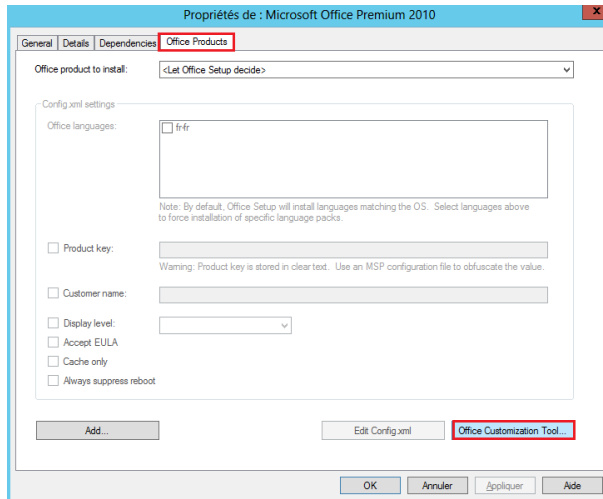 Propriétés de : Microsoft Office Premium 2010
x
General Details Dependencies Office Products
Office product to install: <Let Office Setup decide>
Config.xml settings
Office languages: fr-fr
Note: By default, Office Setup will install languages matching the OS. Select languages above
to force installation of specific language packs.
Product key:
Warning: Product key is stored in clear text. Use an MSP configuration file to obfuscate the value.
Customer name:
Display level:
Accept EULA
Cache only
Always suppress reboot
Add... Edit Config.xml Office Customization Tool...
OK Annuler Appliquer Aide